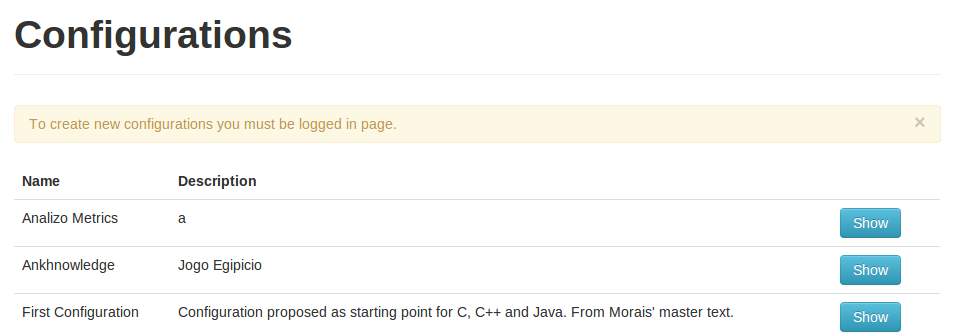 Configurations
To create new configurations you must be logged in page. ×
Name Description
Analizo Metrics a Show
Ankhnowledge Jogo Egipicio Show
First Configuration Configuration proposed as starting point for C, C++ and Java. From Morais' master text. Show